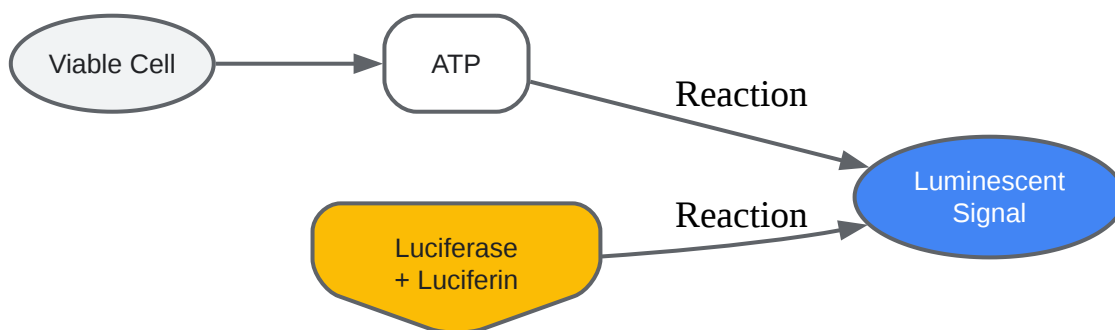 Viable Cell
ATP
Reaction
Luminescent
Signal
Reaction
Luciferase
+ Luciferin